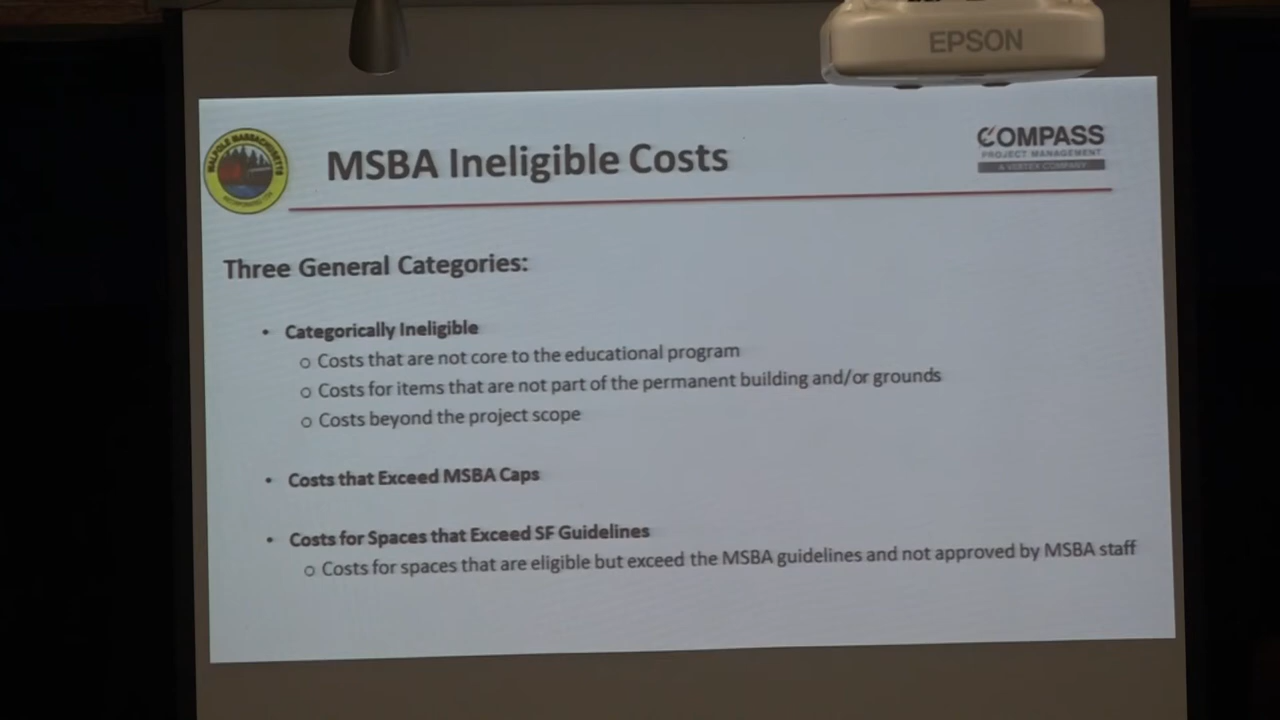 EPSON
WALPOLE MASSACHUSETTS
MSBA Ineligible Costs
COMPASS
PROJECT MANAGEMENT
A VERTEX COMPANY
Three General Categories:
• Categorically Ineligible
o Costs that are not core to the educational program
o Costs for items that are not part of the permanent building and/or grounds
o Costs beyond the project scope
• Costs that Exceed MSBA Caps
• Costs for Spaces that Exceed SF Guidelines
o Costs for spaces that are eligible but exceed the MSBA guidelines and not approved by MSBA staff